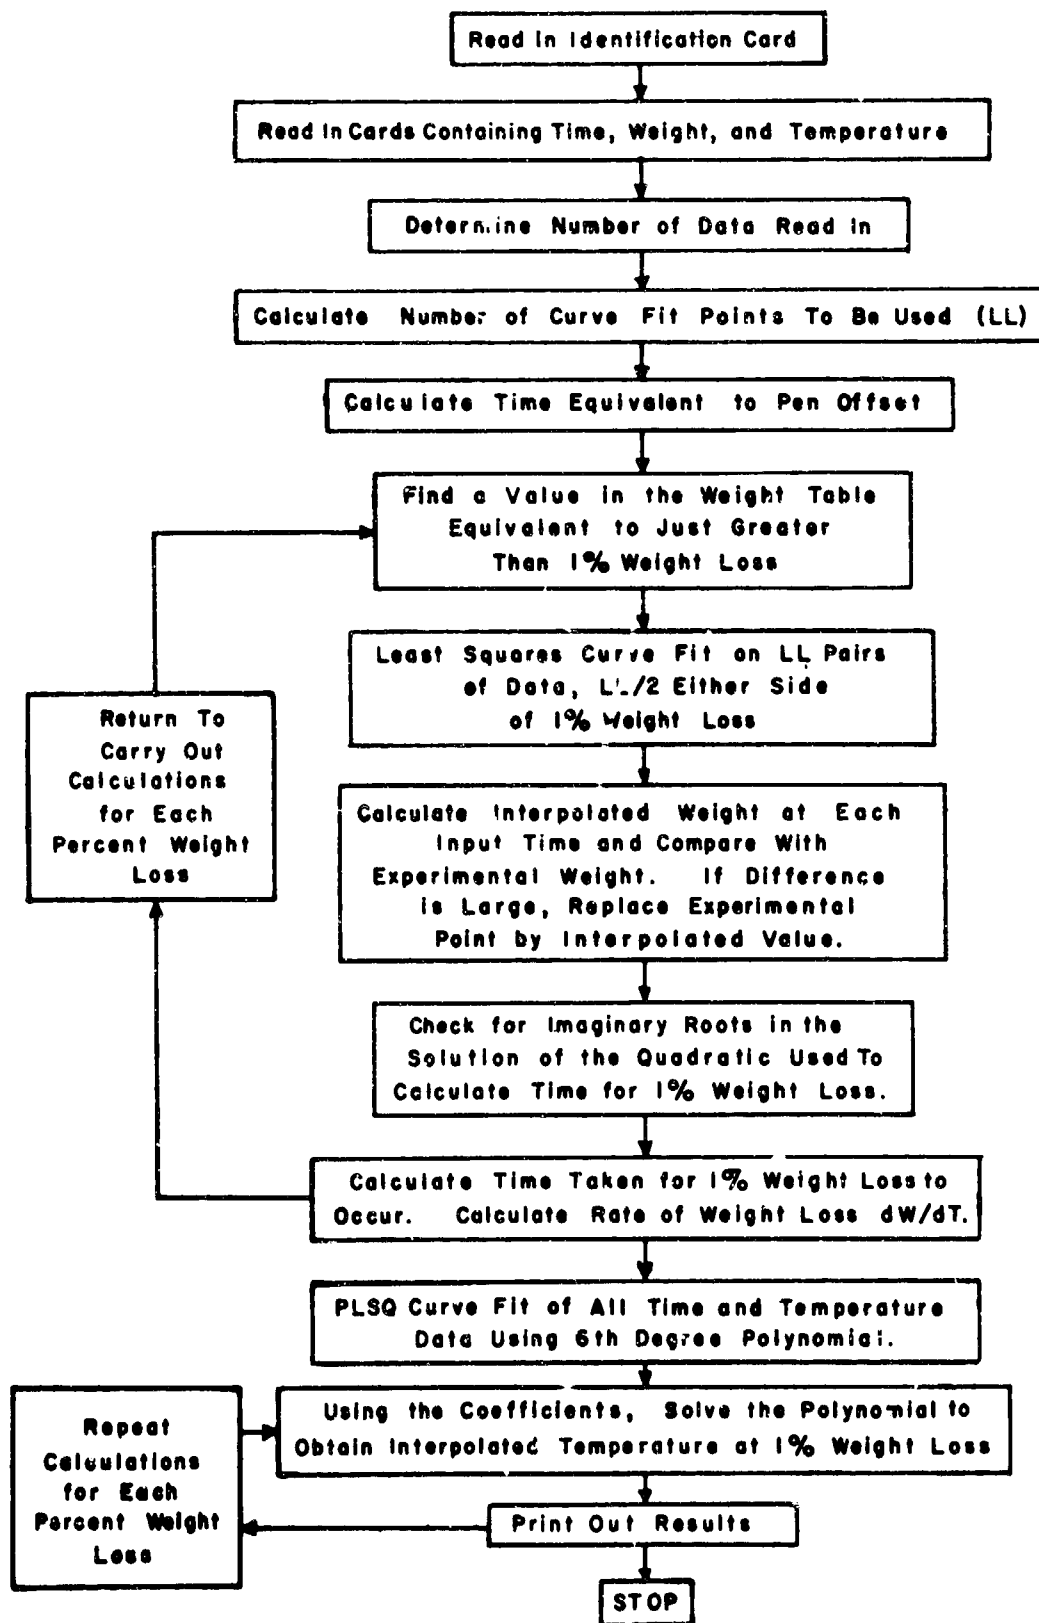 Read In Identification Card
Read In Cards Containing Time, Weight, and Temperature
Determine Number of Data Read In
Calculate Number of Curve Fit Points To Be Used (LL)
Calculate Time Equivalent to Pen Offset
Find a Value in the Weight Table
Equivalent to Just Greater
Than 1% Weight Loss
Least Squares Curve Fit on LL Pairs
of Data, LL/2 Either Side
of 1% Weight Loss
Return To
Carry Out
Calculations
for Each
Percent Weight
Loss
Calculate Interpolated Weight at Each
Input Time and Compare With
Experimental Weight. If Difference
is Large, Replace Experimental
Point by Interpolated Value.
Check for Imaginary Roots in the
Solution of the Quadratic Used To
Calculate Time for 1% Weight Loss.
Calculate Time Taken for 1% Weight Loss to
Occur. Calculate Rate of Weight Loss dW/dT.
PLSQ Curve Fit of All Time and Temperature
Data Using 6th Degree Polynomial.
Using the Coefficients, Solve the Polynomial to
Obtain Interpolated Temperature at 1% Weight Loss
Repeat
Calculations
for Each
Percent Weight
Loss
Print Out Results
STOP